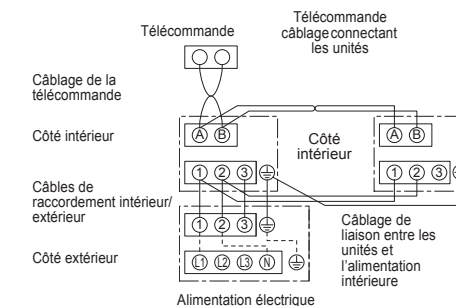 Télécommande
Télécommande
câblage connectant
les unités
Câblage de la
télécommande
Côté intérieur
A B
A B
Côté
intérieur
1 2 3
1 2 3
Câbles de
raccordement intérieur/
extérieur
1 2 3
Câblage de
liaison entre les
unités et
l'alimentation
intérieure
Côté extérieur
L1 L2 L3 N
Alimentation électrique